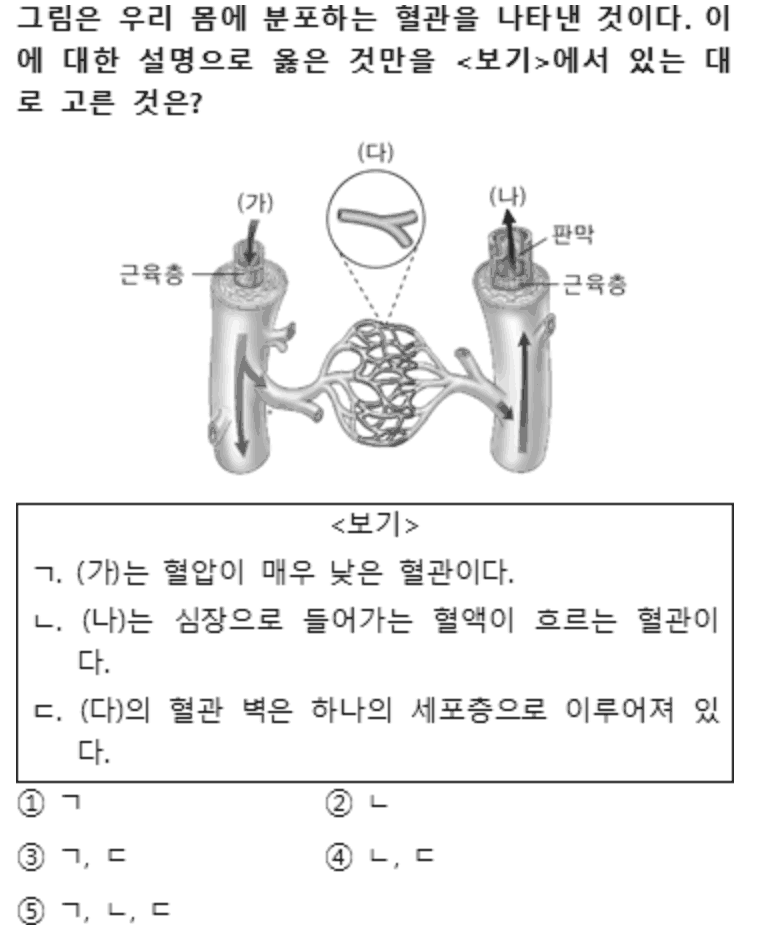 그림은 우리 몸에 분포하는 혈관을 나타낸 것이다. 이
에 대한 설명으로 옳은 것만을 <보기>에서 있는 대
로 고른 것은?
(다)
(가)
(나)
판막
근육층
근육층
<보기>
ㄱ. (가)는 혈압이 매우 낮은 혈관이다.
ㄴ. (나)는 심장으로 들어가는 혈액이 흐르는 혈관이
다.
ㄷ. (다)의 혈관 벽은 하나의 세포층으로 이루어져 있
다.
① ㄱ ② ㄴ
③ ㄱ, ㄷ ④ ㄴ, ㄷ
⑤ ㄱ, ㄴ, ㄷ